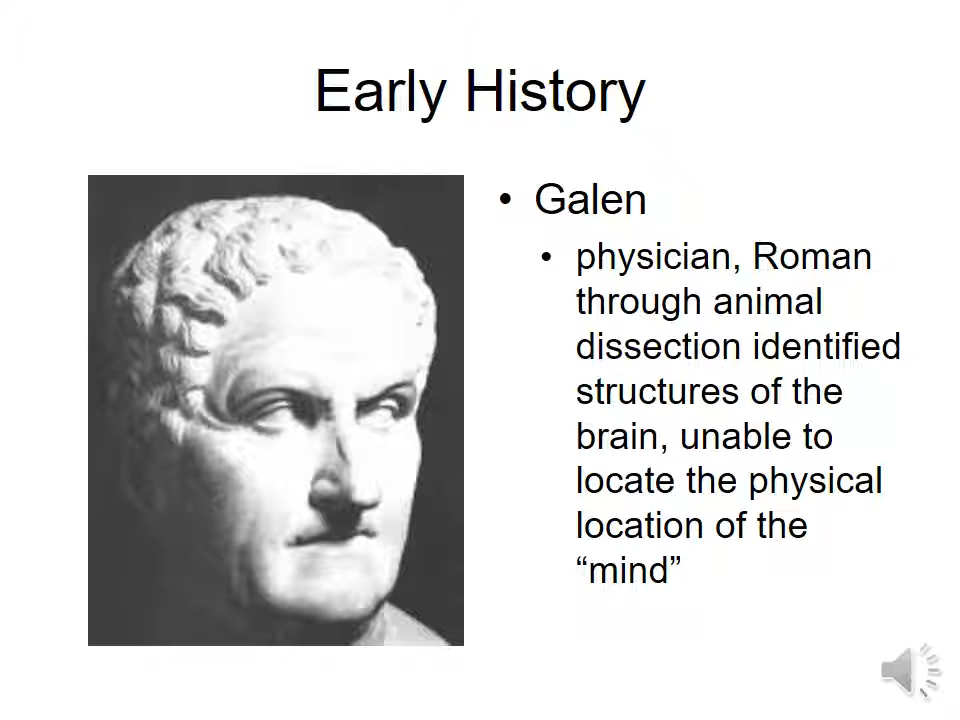 Early History
• Galen
• physician, Roman
through animal
dissection identified
structures of the
brain, unable to
locate the physical
location of the
“mind”